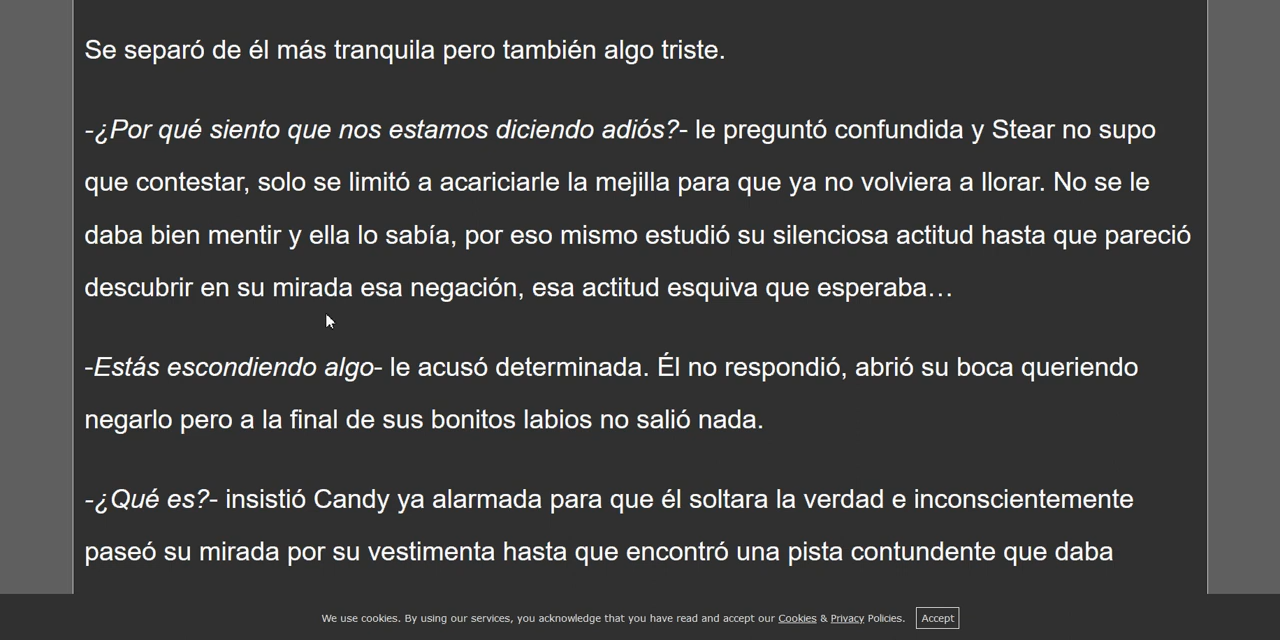 Se separó de él más tranquila pero también algo triste.
-¿Por qué siento que nos estamos diciendo adiós?- le preguntó confundida y Stear no supo
que contestar, solo se limitó a acariciarle la mejilla para que ya no volviera a llorar. No se le
daba bien mentir y ella lo sabía, por eso mismo estudió su silenciosa actitud hasta que pareció
descubrir en su mirada esa negación, esa actitud esquiva que esperaba…
-Estás escondiendo algo- le acusó determinada. Él no respondió, abrió su boca queriendo
negarlo pero a la final de sus bonitos labios no salió nada.
-¿Qué es?- insistió Candy ya alarmada para que él soltara la verdad e inconscientemente
paseó su mirada por su vestimenta hasta que encontró una pista contundente que daba
We use cookies. By using our services, you acknowledge that you have read and accept our Cookies & Privacy Policies. Accept